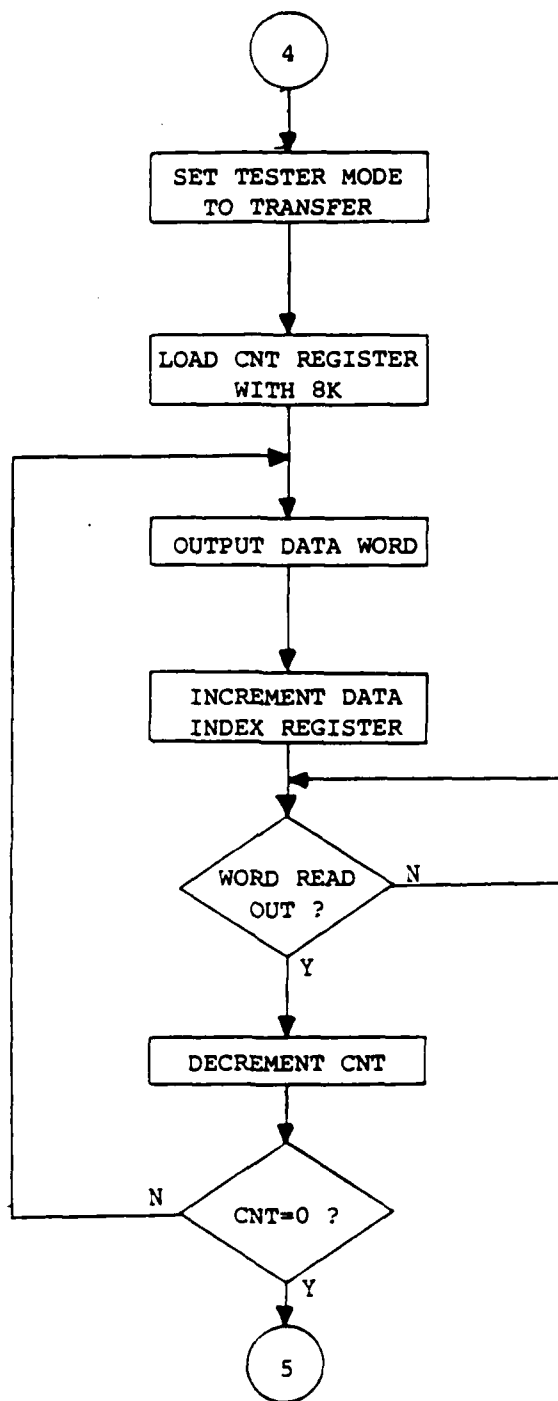 4
SET TESTER MODE
TO TRANSFER
LOAD CNT REGISTER
WITH 8K
OUTPUT DATA WORD
INCREMENT DATA
INDEX REGISTER
WORD READ
OUT ?
N
Y
DECREMENT CNT
N
CNT=0 ?
Y
5